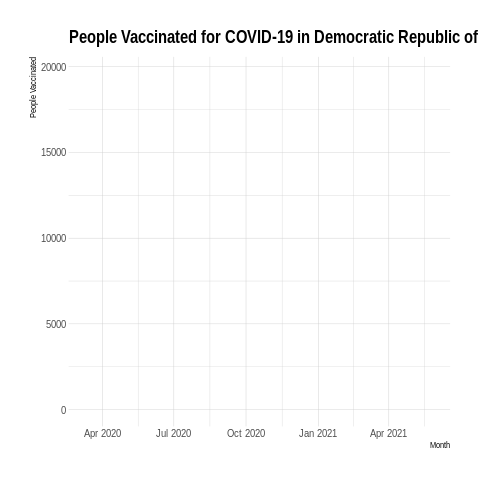 People Vaccinated for COVID-19 in Democratic Republic of
People Vaccinated
20000
15000
10000
5000
0
Apr 2020 Jul 2020 Oct 2020 Jan 2021 Apr 2021
Month